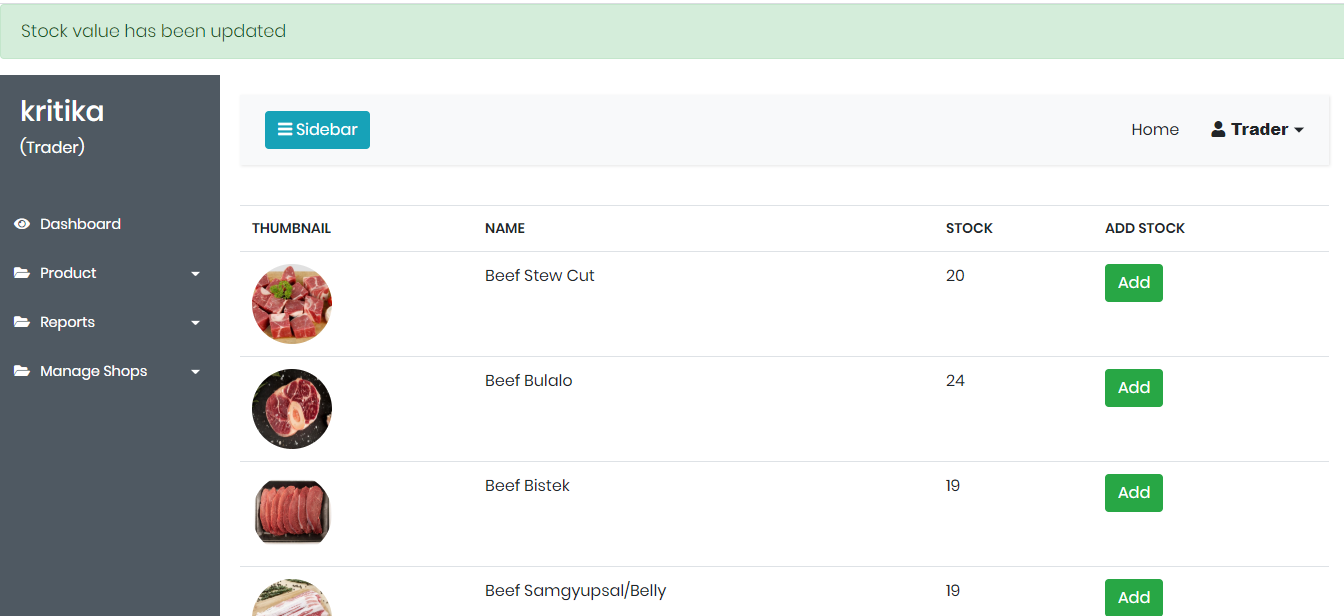 Stock value has been updated
kritika
(Trader)
Sidebar
Home
Trader
Dashboard
Product
Reports
Manage Shops
THUMBNAIL NAME STOCK ADD STOCK
Beef Stew Cut 20 Add
Beef Bulalo 24 Add
Beef Bistek 19 Add
Beef Samgyupsal/Belly 19 Add